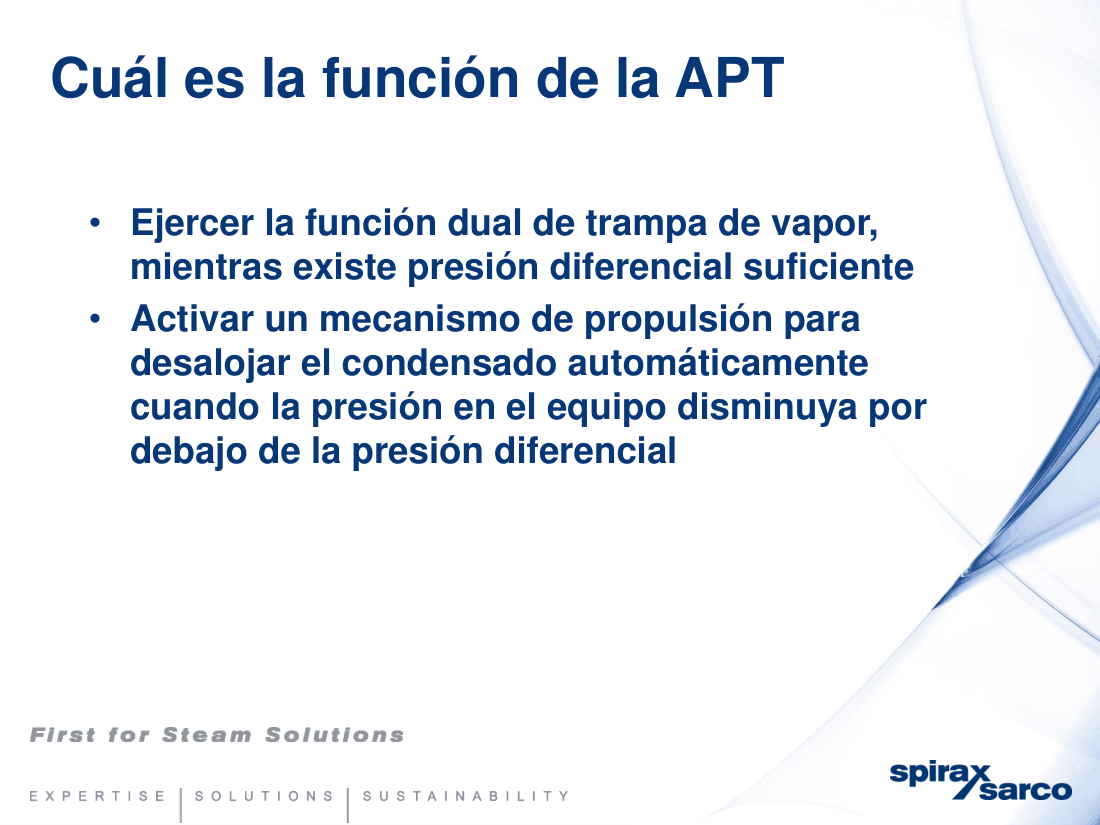 Cuál es la función de la APT
• Ejercer la función dual de trampa de vapor,
mientras existe presión diferencial suficiente
• Activar un mecanismo de propulsión para
desalojar el condensado automáticamente
cuando la presión en el equipo disminuya por
debajo de la presión diferencial
First for Steam Solutions
EXPERTISE | SOLUTIONS | SUSTAINABILITY
spirax
sarco